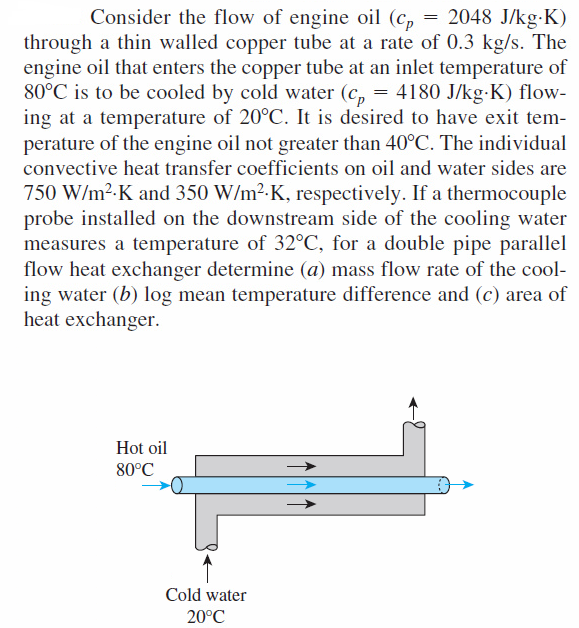 Consider the flow of engine oil (cp = 2048 J/kg·K)
through a thin walled copper tube at a rate of 0.3 kg/s. The
engine oil that enters the copper tube at an inlet temperature of
80°C is to be cooled by cold water (cp = 4180 J/kg·K) flow-
ing at a temperature of 20°C. It is desired to have exit tem-
perature of the engine oil not greater than 40°C. The individual
convective heat transfer coefficients on oil and water sides are
750 W/m²·K and 350 W/m²·K, respectively. If a thermocouple
probe installed on the downstream side of the cooling water
measures a temperature of 32°C, for a double pipe parallel
flow heat exchanger determine (a) mass flow rate of the cool-
ing water (b) log mean temperature difference and (c) area of
heat exchanger.
Hot oil
80°C
Cold water
20°C